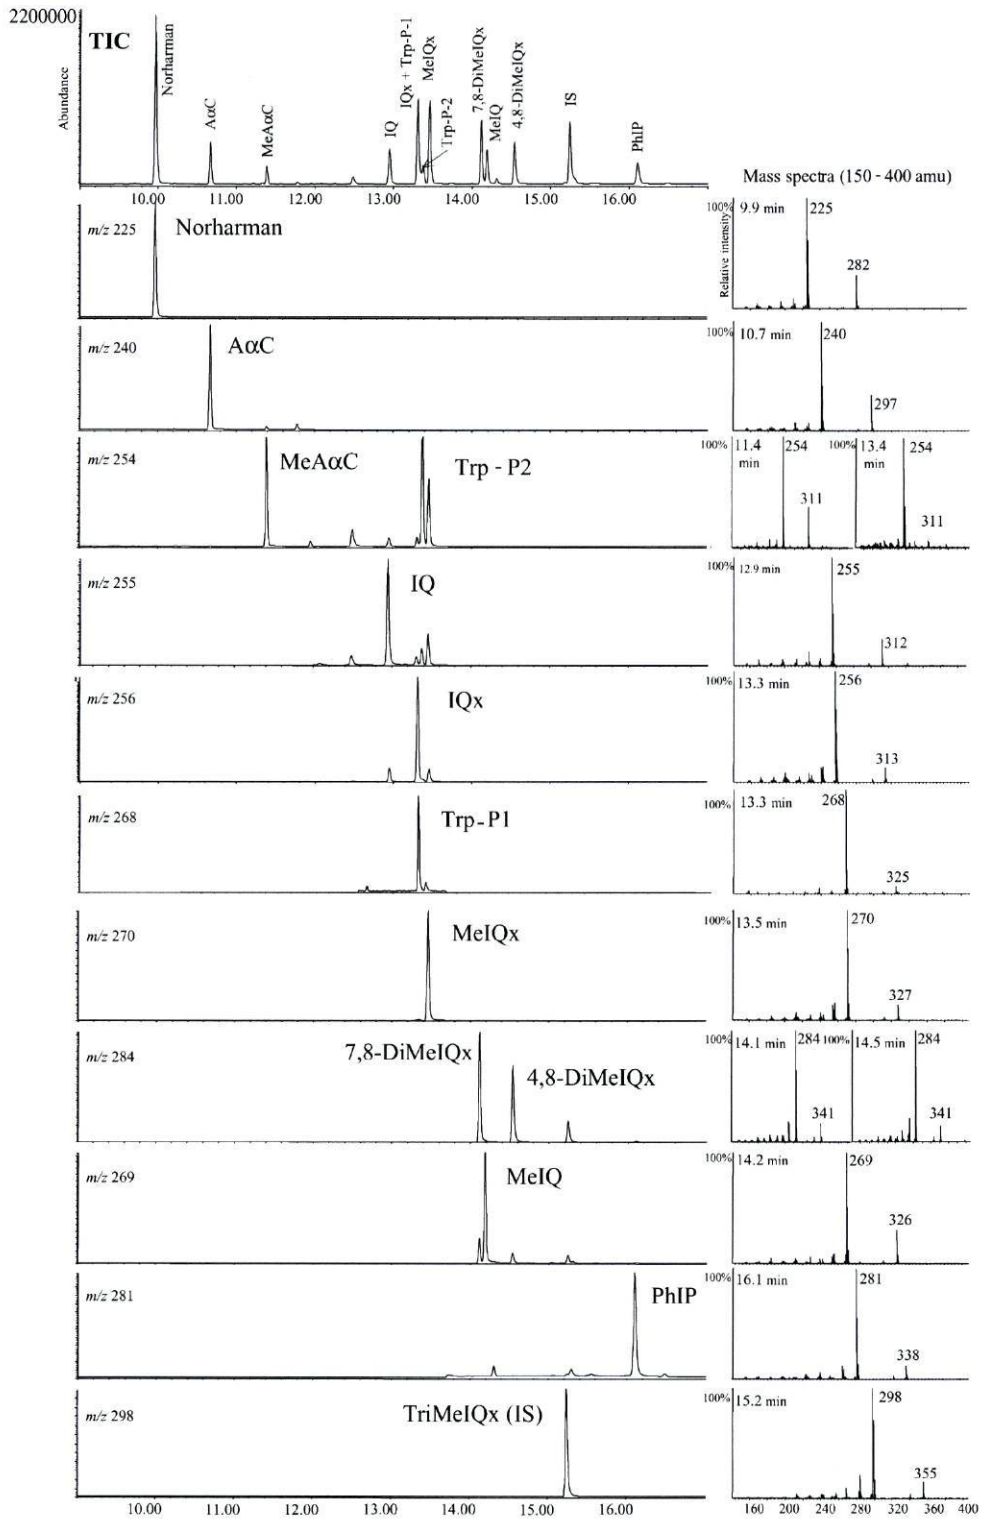 2200000
TIC
Abundance
Norharman
AαC
MeAαC
IQ
IQx + Trp-P-1
MeIQx
Trp-P-2
7,8-DiMeIQx
MeIQ
4,8-DiMeIQx
IS
PhIP
10.00 11.00 12.00 13.00 14.00 15.00 16.00
Mass spectra (150 - 400 amu)
m/z 225
Norharman
Relative intensity
100%
9.9 min
225
282
m/z 240
AαC
100%
10.7 min
240
297
m/z 254
MeAαC
Trp - P2
100%
11.4 min
254
311
100%
13.4 min
254
311
m/z 255
IQ
100%
12.9 min
255
312
m/z 256
IQx
100%
13.3 min
256
313
m/z 268
Trp-P1
100%
13.3 min
268
325
m/z 270
MeIQx
100%
13.5 min
270
327
m/z 284
7,8-DiMeIQx
4,8-DiMeIQx
100%
14.1 min
284
341
100%
14.5 min
284
341
m/z 269
MeIQ
100%
14.2 min
269
326
m/z 281
PhIP
100%
16.1 min
281
338
m/z 298
TriMeIQx (IS)
100%
15.2 min
298
355
10.00 11.00 12.00 13.00 14.00 15.00 16.00
160 200 240 280 320 360 400